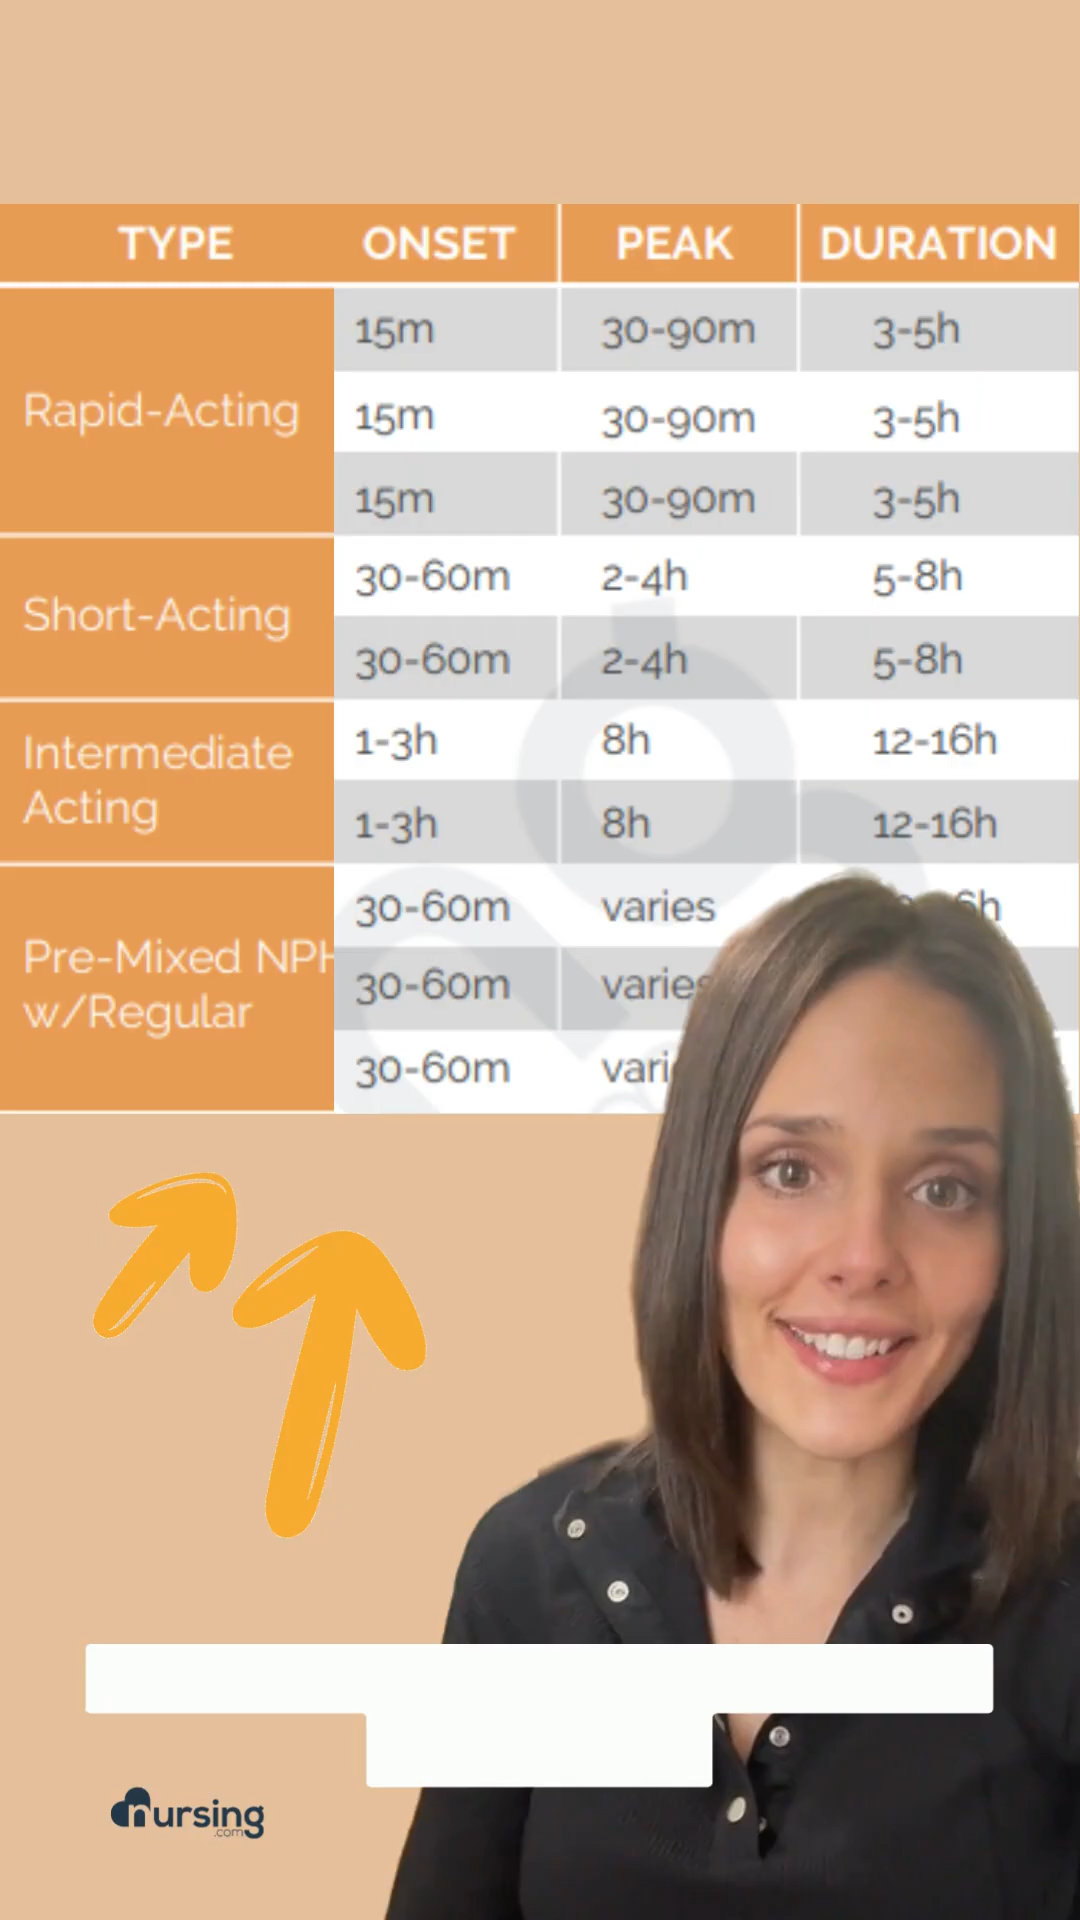 TYPE ONSET PEAK DURATION
Rapid-Acting
15m 30-90m 3-5h
15m 30-90m 3-5h
15m 30-90m 3-5h
Short-Acting
30-60m 2-4h 5-8h
30-60m 2-4h 5-8h
Intermediate
Acting
1-3h 8h 12-16h
1-3h 8h 12-16h
Pre-Mixed NPH
w/Regular
30-60m varies
30-60m varies
30-60m
nursing
.com